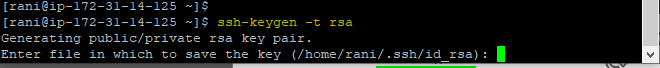 [rani@ip-172-31-14-125 ~]$
[rani@ip-172-31-14-125 ~]$ ssh-keygen -t rsa
Generating public/private rsa key pair.
Enter file in which to save the key (/home/rani/.ssh/id_rsa):